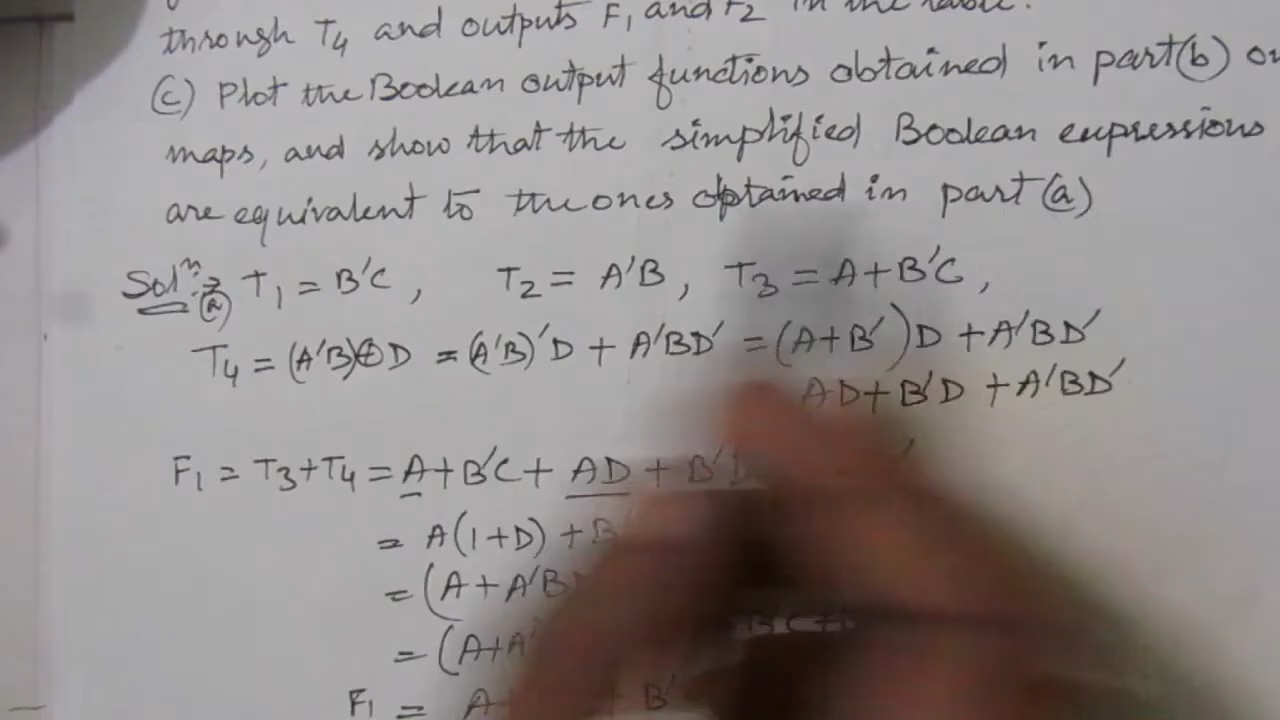 through T4 and outputs F1 and F2 in the table.
(c) Plot the Boolean output functions obtained in part(b) on
maps, and show that the simplified Boolean expressions
are equivalent to the ones obtained in part (a)
Soln:- (a) T1 = B'C, T2 = A'B, T3 = A+B'C,
T4 = (A'B)⊕D = (A'B)'D + A'BD' = (A+B')D + A'BD'
AD+B'D + A'BD'
F1 = T3+T4 = A+B'C+ AD + B'D
= A(1+D) +B
= (A+A'B
= (A+A'
F1 = A+ + B'